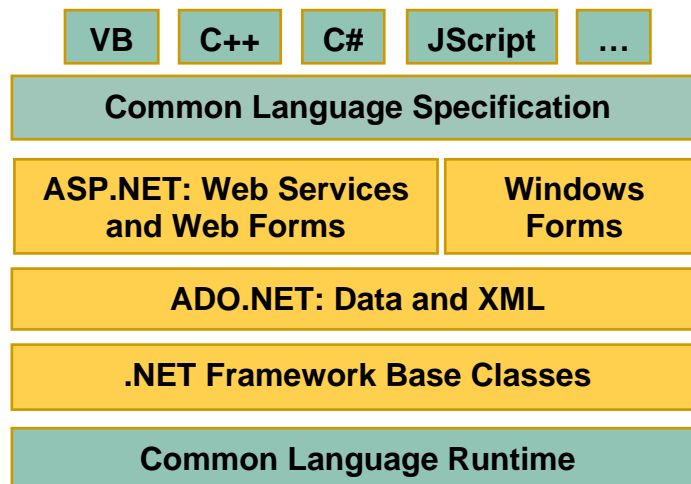 VB C++ C# JScript …
Common Language Specification
ASP.NET: Web Services
and Web Forms
Windows
Forms
ADO.NET: Data and XML
.NET Framework Base Classes
Common Language Runtime